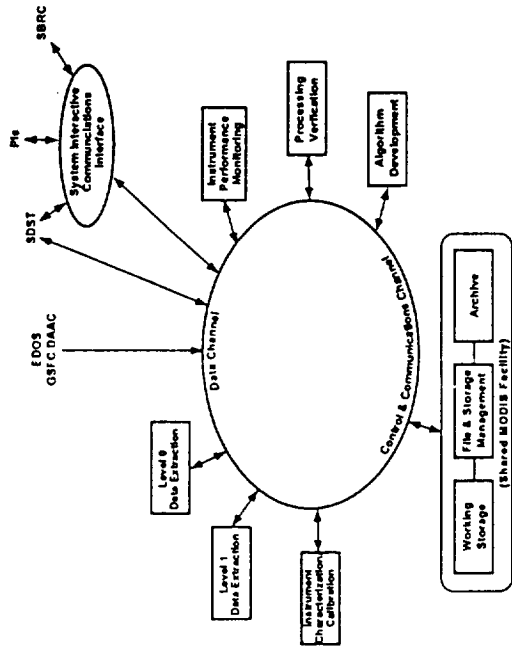 SBRC
PIs
SDST
System Interactive
Communciations
Interface
EDOS
GSFC DAAC
Data Channel
Control & Communications Channel
Level 0
Data Extraction
Level 1
Data Extraction
Instrument
Characterization
Calibration
Instrument
Performance
Monitoring
Processing
Verfication
Algorithm
Development
Working
Storage
File & Storage
Management
Archive
(Shared MODIS Facility)